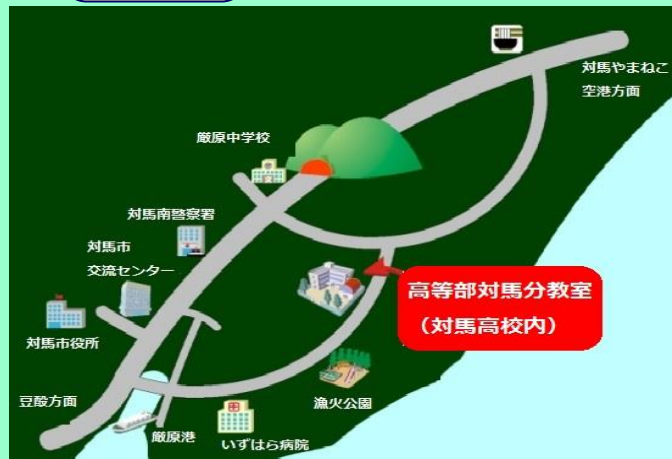 対馬やまねこ
空港方面
厳原中学校
対馬南警察署
対馬市
交流センター
高等部対馬分教室
（対馬高校内）
対馬市役所
豆酘方面
漁火公園
厳原港
いずはら病院